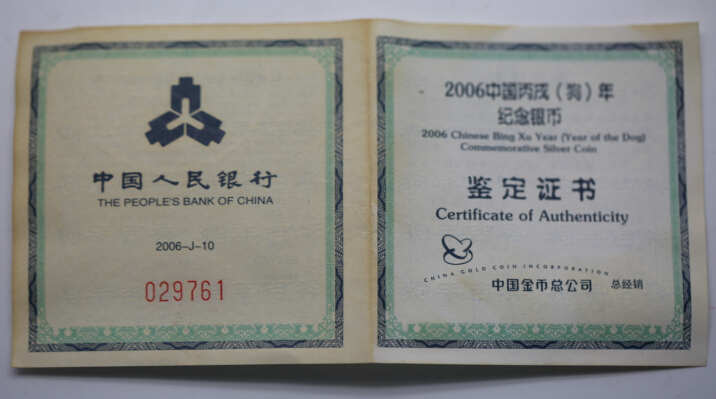 中国人民银行
THE PEOPLE'S BANK OF CHINA
2006-J-10
029761
2006中国丙戌(狗)年
纪念银币
2006 Chinese Bing Xu Year (Year of the Dog)
Commemorative Silver Coin
鉴定证书
Certificate of Authenticity
CHINA GOLD COIN INCORPORATION
中国金币总公司 总经销